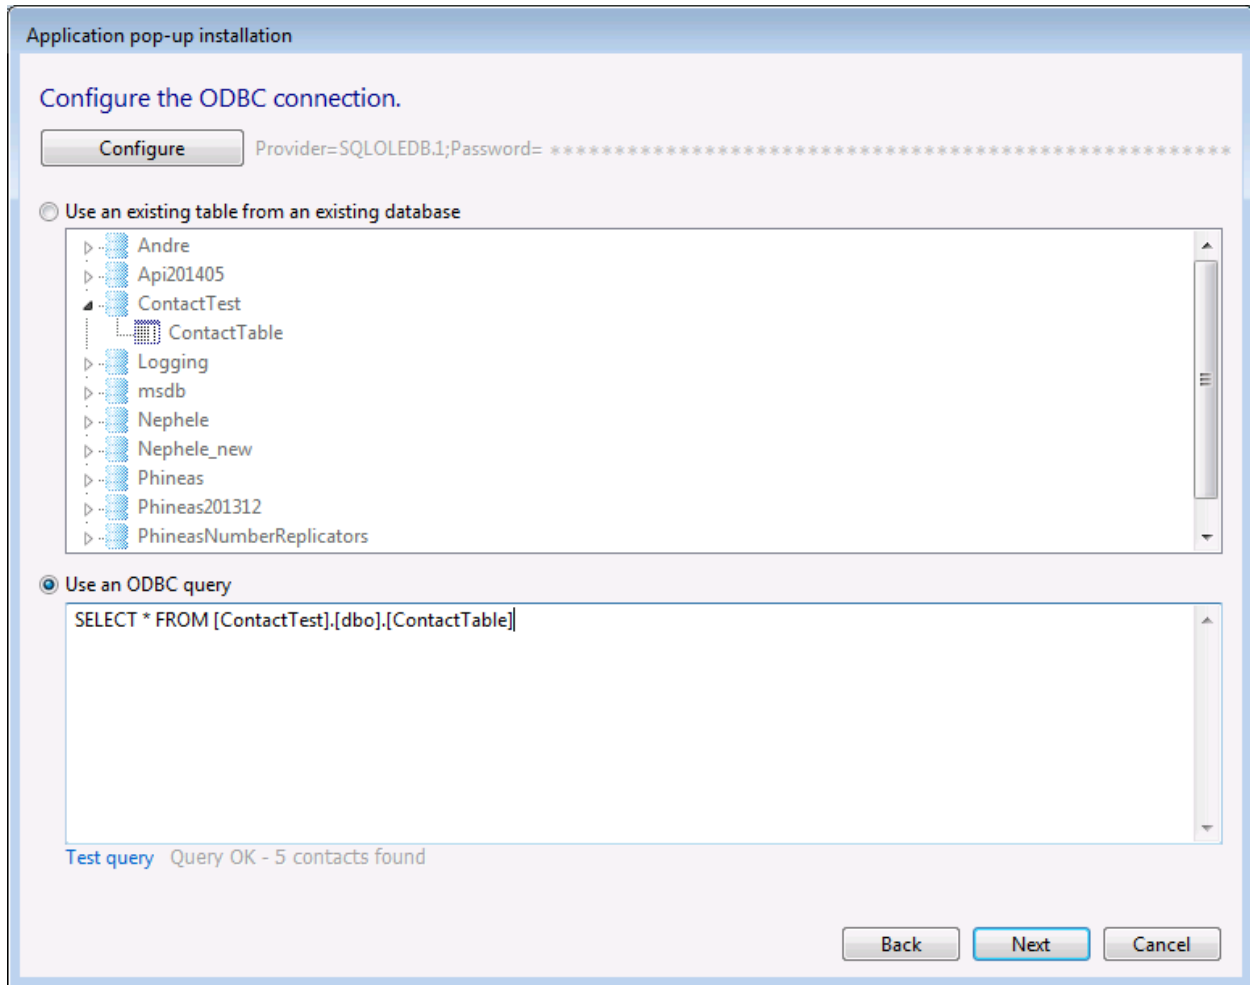 Application pop-up installation
Configure the ODBC connection.
Configure Provider=SQLOLEDB.1;Password= *****************************************************
Use an existing table from an existing database
Andre
Api201405
ContactTest
ContactTable
Logging
msdb
Nephele
Nephele_new
Phineas
Phineas201312
PhineasNumberReplicators
Use an ODBC query
SELECT * FROM [ContactTest].[dbo].[ContactTable]
Test query Query OK - 5 contacts found
Back Next Cancel